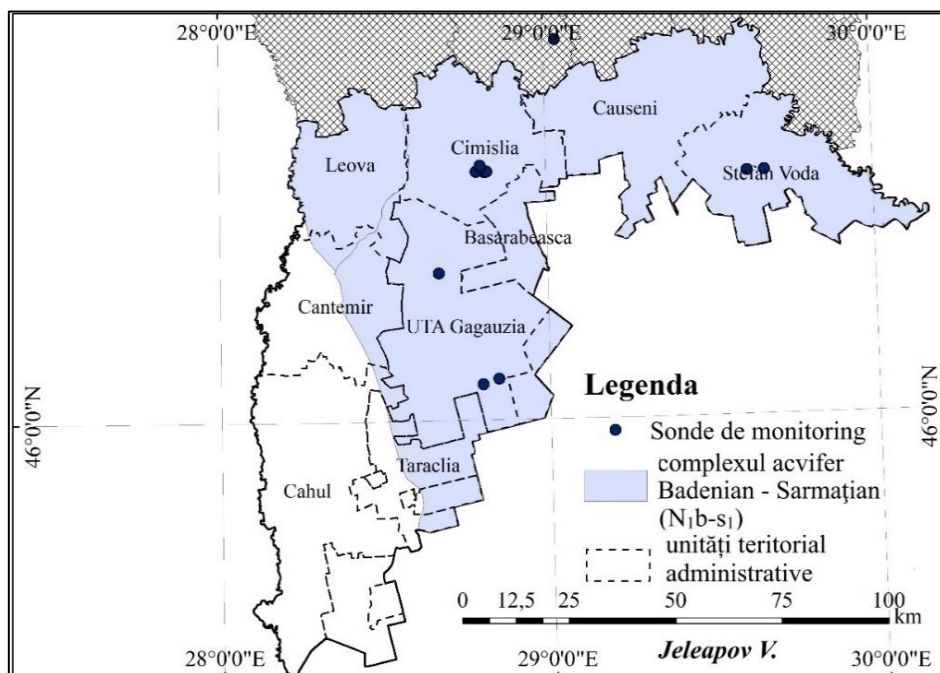 28°0'0"E
29°0'0"E
30°0'0"E
Causeni
Leova
Cimislia
Stefan Voda
Basarabeasca
Cantemir
UTA Gagauzia
46°0'0"N
46°0'0"N
Taraclia
Cahul
Legenda
Sonde de monitoring
complexul acvifer
Badenian - Sarmațian
(N₁b-s₁)
unități teritorial
administrative
0 12,5 25 50 75 100
km
Jeleapov V.
28°0'0"E
29°0'0"E
30°0'0"E